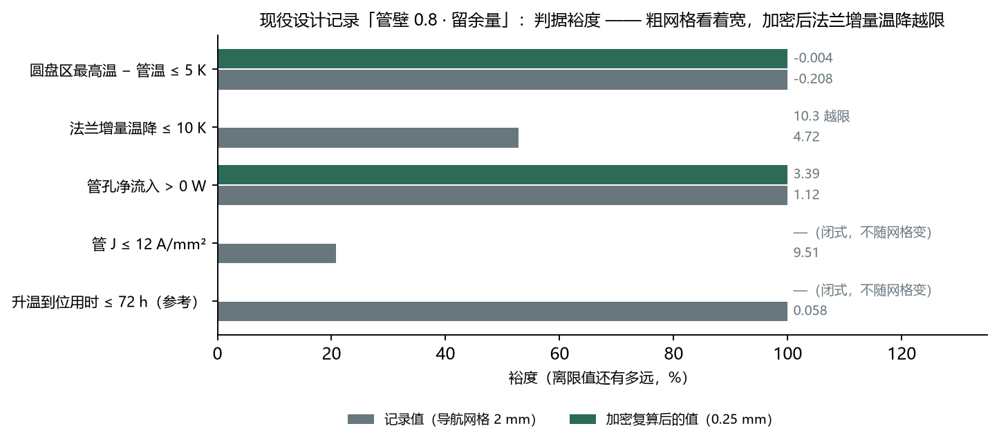 现役设计记录「管壁 0.8 · 留余量」：判据裕度 —— 粗网格看着宽，加密后法兰增量温降越限
圆盘区最高温 − 管温 ≤ 5 K
-0.004
-0.208
法兰增量温降 ≤ 10 K
10.3 越限
4.72
管孔净流入 > 0 W
3.39
1.12
管 J ≤ 12 A/mm²
—（闭式，不随网格变）
9.51
升温到位用时 ≤ 72 h（参考）
—（闭式，不随网格变）
0.058
0 20 40 60 80 100 120
裕度（离限值还有多远，%）
记录值（导航网格 2 mm） 加密复算后的值（0.25 mm）